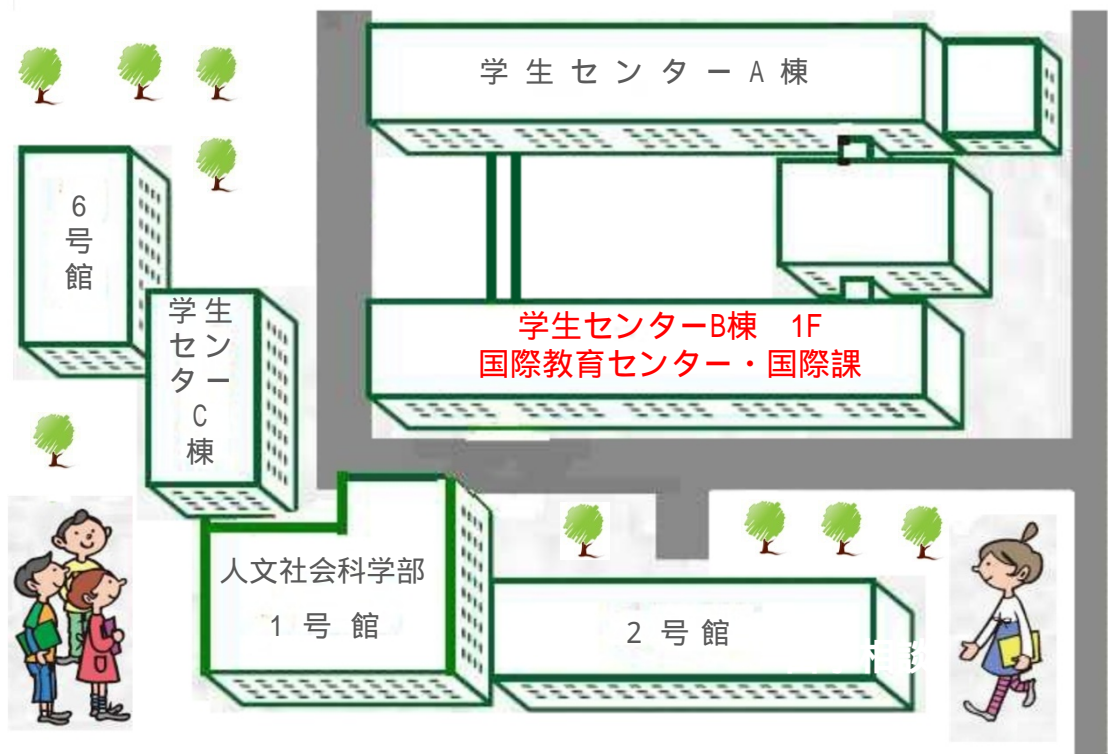 学生センターA棟
6号館
学生センターC棟
学生センターB棟　1F
国際教育センター・国際課
人文社会科学部
1号館
2号館